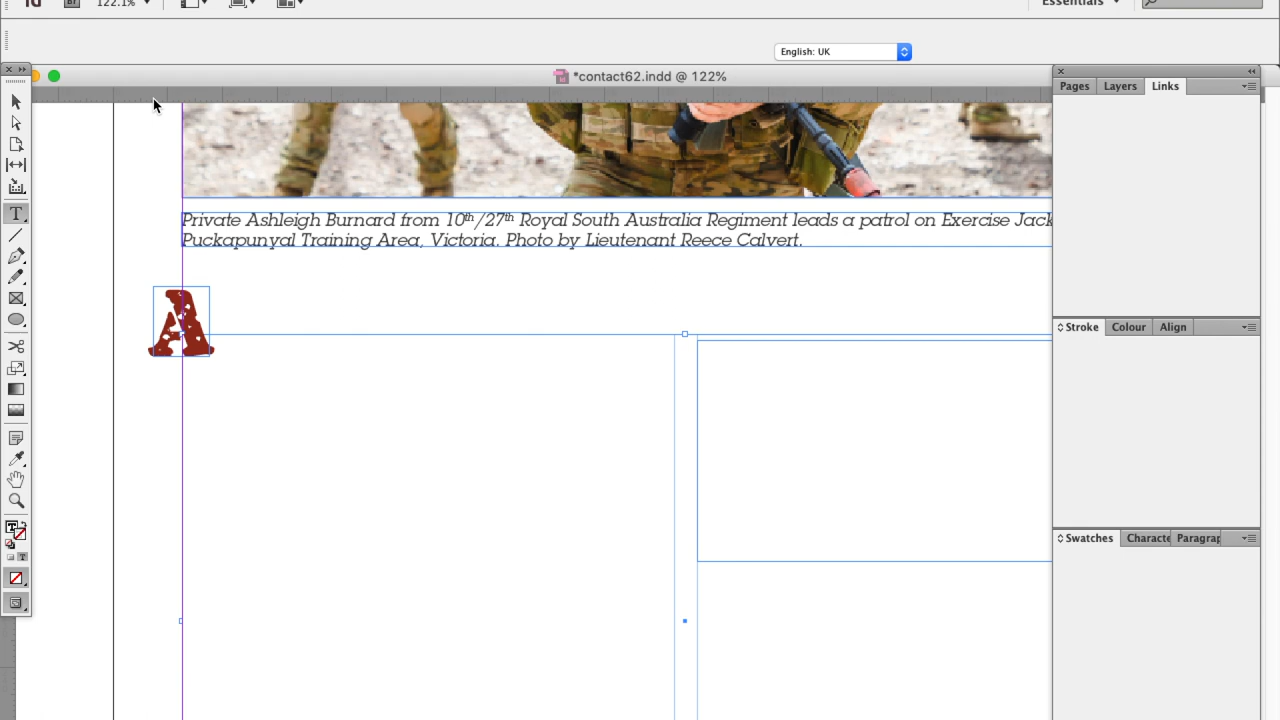 Id Br 122.1% Essentials
English: UK
*contact62.indd @ 122%
Pages Layers Links
Private Ashleigh Burnard from 10th/27th Royal South Australia Regiment leads a patrol on Exercise Jack
Puckapunyal Training Area, Victoria. Photo by Lieutenant Reece Calvert.
A
Stroke Colour Align
Swatches Characte Paragrap